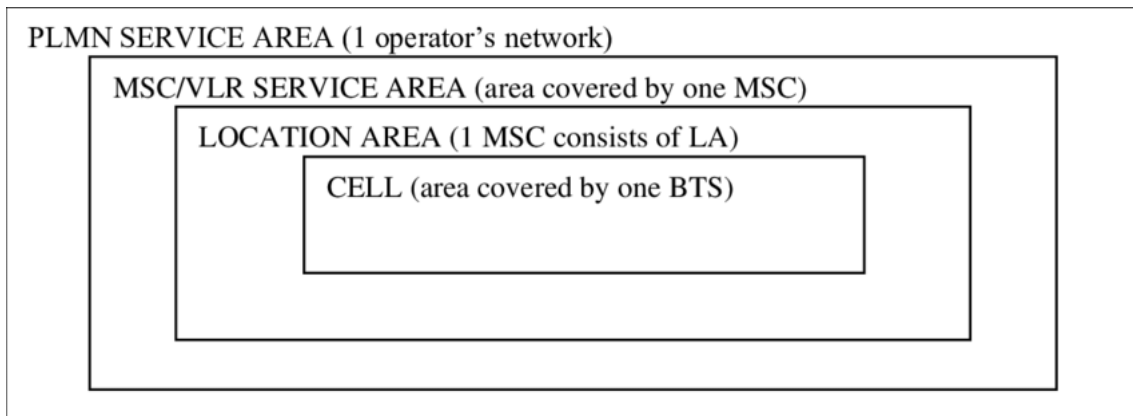 PLMN SERVICE AREA (1 operator’s network)
MSC/VLR SERVICE AREA (area covered by one MSC)
LOCATION AREA (1 MSC consists of LA)
CELL (area covered by one BTS)